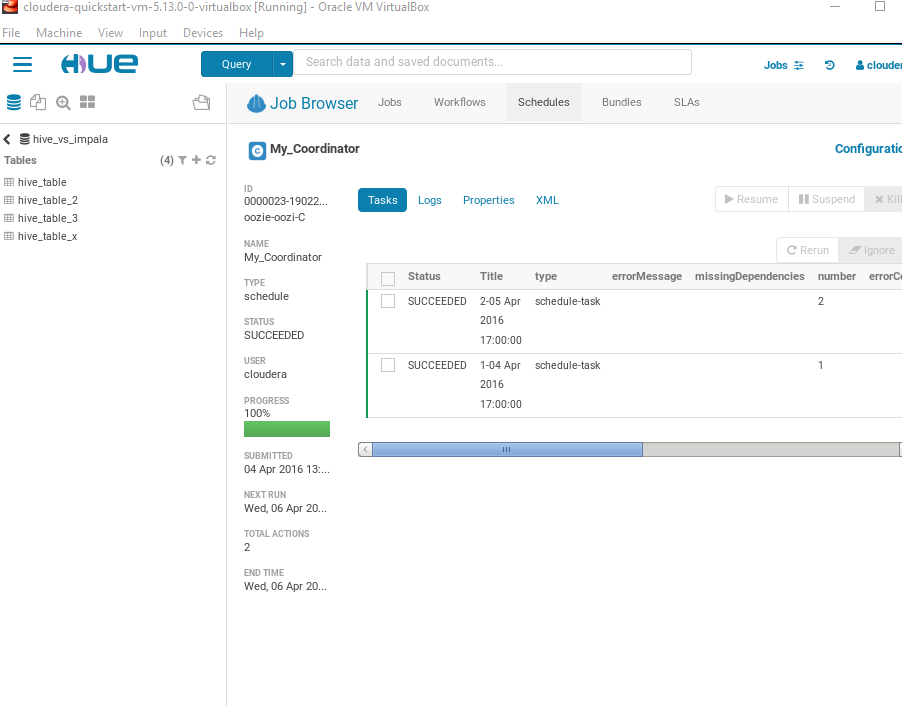 cloudera-quickstart-vm-5.13.0-0-virtualbox [Running] - Oracle VM VirtualBox
File Machine View Input Devices Help
HUE Query Search data and saved documents... Jobs clouder
Job Browser Jobs Workflows Schedules Bundles SLAs
hive_vs_impala
Tables (4)
hive_table
hive_table_2
hive_table_3
hive_table_x
My_Coordinator Configuratio
ID
0000023-19022...
oozie-oozi-C
NAME
My_Coordinator
TYPE
schedule
STATUS
SUCCEEDED
USER
cloudera
PROGRESS
100%
SUBMITTED
04 Apr 2016 13:...
NEXT RUN
Wed, 06 Apr 20...
TOTAL ACTIONS
2
END TIME
Wed, 06 Apr 20...
Tasks Logs Properties XML Resume Suspend Kill
Rerun Ignore
Status Title type errorMessage missingDependencies number errorCo
SUCCEEDED 2-05 Apr schedule-task 2
2016
17:00:00
SUCCEEDED 1-04 Apr schedule-task 1
2016
17:00:00